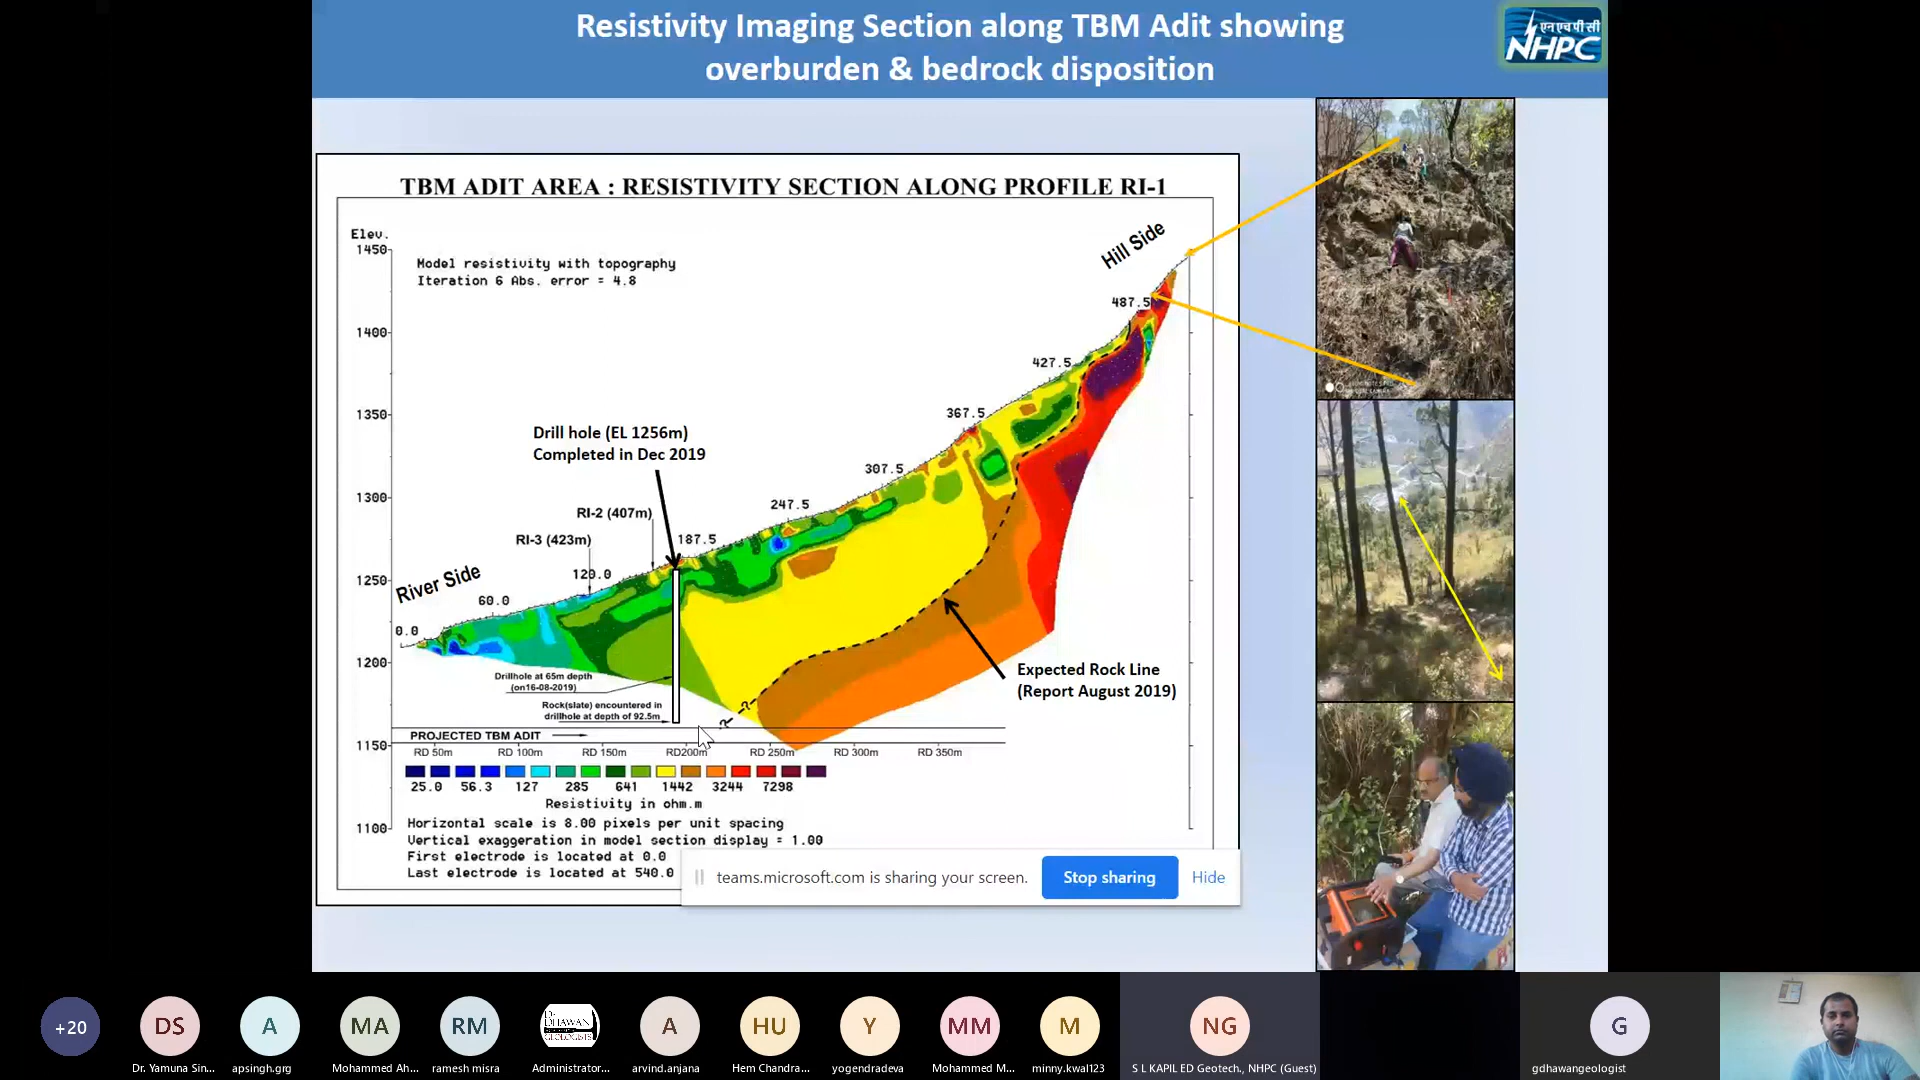 Resistivity Imaging Section along TBM Adit showing
overburden & bedrock disposition
एनएचपीसी
NHPC
TBM ADIT AREA : RESISTIVITY SECTION ALONG PROFILE RI-1
Elev.
1450
1400
1350
1300
1250
1200
1150
1100
Model resistivity with topography
Iteration 6 Abs. error = 4.8
Hill Side
487.5
427.5
367.5
307.5
247.5
187.5
120.0
60.0
0.0
Drill hole (EL 1256m)
Completed in Dec 2019
RI-2 (407m)
RI-3 (423m)
River Side
Drillhole at 65m depth
(on16-08-2019)
Rock(slate) encountered in
drillhole at depth of 92.5m
Expected Rock Line
(Report August 2019)
?
?
PROJECTED TBM ADIT
RD 50m RD 100m RD 150m RD200m RD 250m RD 300m RD 350m
25.0 56.3 127 285 641 1442 3244 7298
Resistivity in ohm.m
Horizontal scale is 8.00 pixels per unit spacing
Vertical exaggeration in model section display = 1.00
First electrode is located at 0.0
Last electrode is located at 540.0
teams.microsoft.com is sharing your screen.
Stop sharing
Hide
+20
DS
A
MA
RM
DHAWAN
GEOLOGISTS
A
HU
Y
MM
M
NG
G
Dr. Yamuna Sin...
apsingh.grg
Mohammed Ah...
ramesh misra
Administrator...
arvind.anjana
Hem Chandra...
yogendradeva
Mohammed M...
minny.kwal123
S L KAPIL ED Geotech., NHPC (Guest)
gdhawangeologist